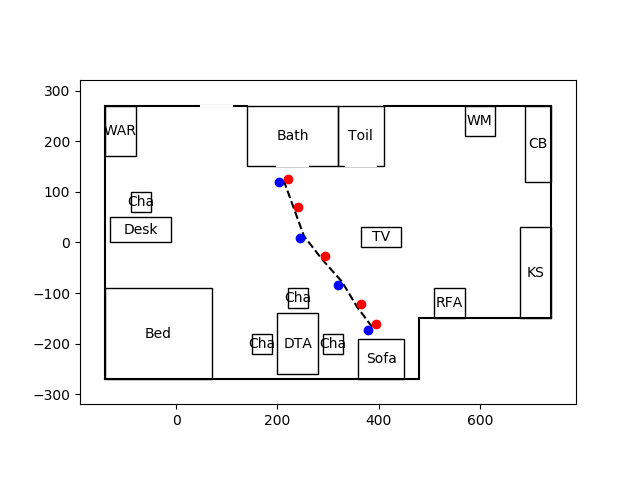 300
200
100
0
−100
−200
−300
0
200
400
600
WAR
Bath
Toil
WM
CB
Cha
Desk
TV
KS
Cha
RFA
Bed
Cha
DTA
Cha
Sofa